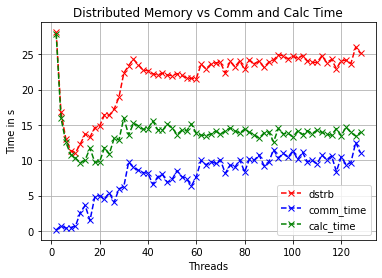 Distributed Memory vs Comm and Calc Time
Time in s
25
20
15
10
5
0
0 20 40 60 80 100 120
Threads
dstrb
comm_time
calc_time